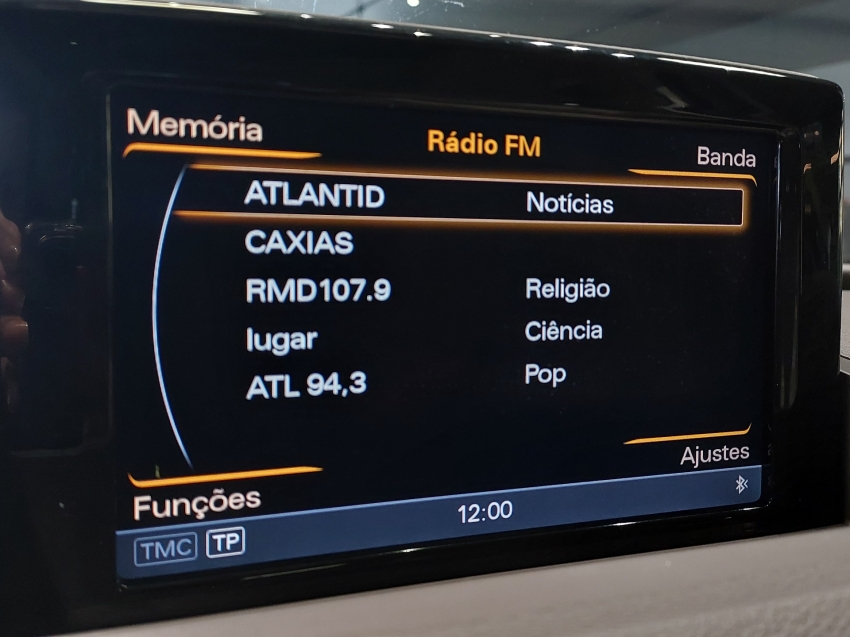 Memória
Rádio FM
Banda
ATLANTID Notícias
CAXIAS
RMD107.9 Religião
lugar Ciência
ATL 94,3 Pop
Ajustes
Funções
12:00
TMC TP